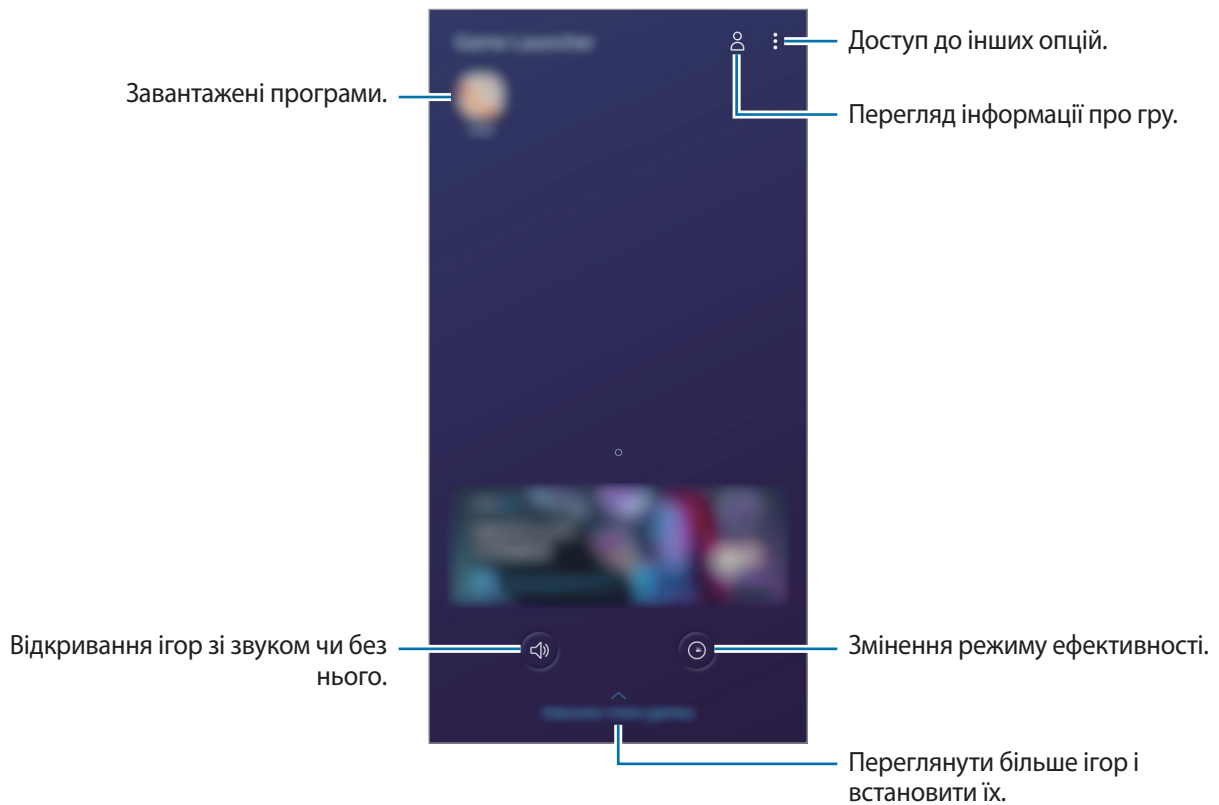 Доступ до інших опцій.
Завантажені програми.
Перегляд інформації про гру.
Відкривання ігор зі звуком чи без
нього.
Змінення режиму ефективності.
Переглянути більше ігор і
встановити їх.